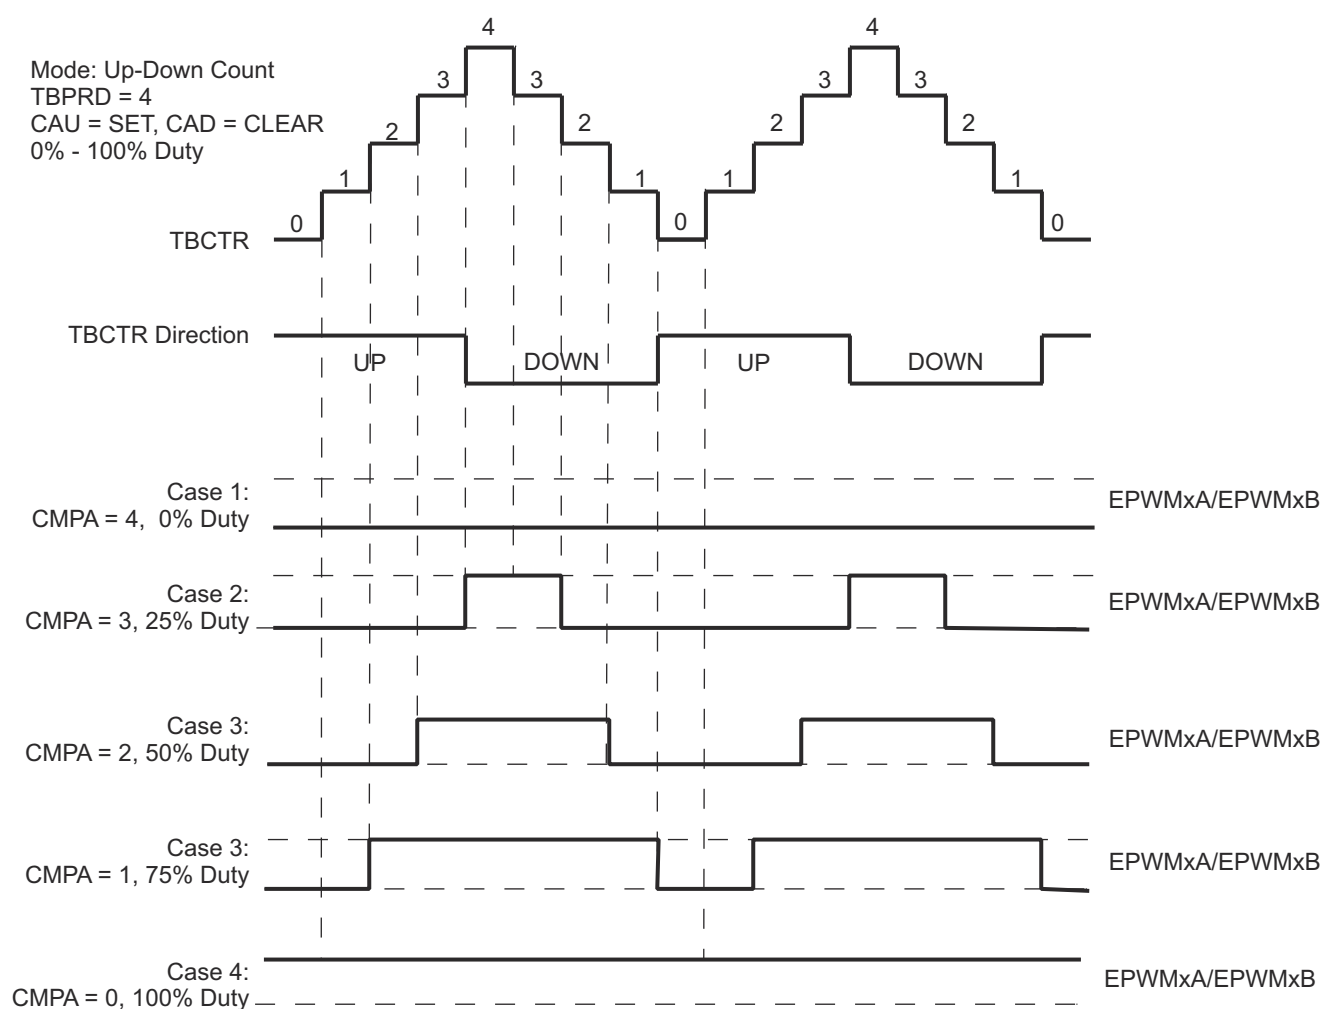 4
4
Mode: Up-Down Count
3
3
3
3
TBPRD = 4
CAU = SET, CAD = CLEAR
2
2
2
2
0% - 100% Duty
1
1
1
1
0
0
0
TBCTR
TBCTR Direction
UP
DOWN
UP
DOWN
Case 1:
CMPA = 4, 0% Duty
EPWMxA/EPWMxB
Case 2:
CMPA = 3, 25% Duty
EPWMxA/EPWMxB
Case 3:
CMPA = 2, 50% Duty
EPWMxA/EPWMxB
Case 3:
CMPA = 1, 75% Duty
EPWMxA/EPWMxB
Case 4:
CMPA = 0, 100% Duty
EPWMxA/EPWMxB